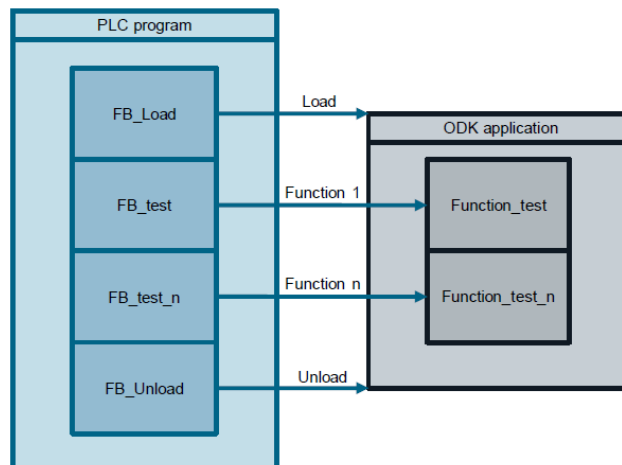 PLC program
FB_Load
Load
ODK application
FB_test
Function 1
Function_test
FB_test_n
Function n
Function_test_n
FB_Unload
Unload